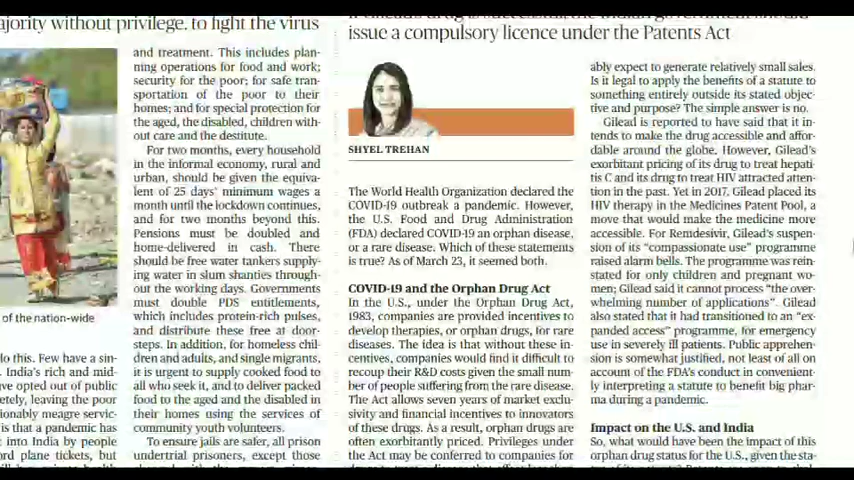 ajority without privilege, to fight the virus
and treatment. This includes plan-
ning operations for food and work;
security for the poor; for safe tran-
sportation of the poor to their
homes; and for special protection for
the aged, the disabled, children with-
out care and the destitute.
For two months, every household
in the informal economy, rural and
urban, should be given the equiva-
lent of 25 days' minimum wages a
month until the lockdown continues,
and for two months beyond this.
Pensions must be doubled and
home-delivered in cash. There
should be free water tankers supply-
ing water in slum shanties through-
out the working days. Governments
must double PDS entitlements,
which includes protein-rich pulses,
and distribute these free at door-
steps. In addition, for homeless chil-
dren and adults, and single migrants,
it is urgent to supply cooked food to
all who seek it, and to deliver packed
food to the aged and the disabled in
their homes using the services of
community youth volunteers.
To ensure jails are safer, all prison
undertrial prisoners, except those
of the nation-wide
do this. Few have a sin-
India's rich and mid-
ve opted out of public
etely, leaving the poor
ionably meagre servic-
is that a pandemic has
into India by people
ord plane tickets, but
issue a compulsory licence under the Patents Act
SHYEL TREHAN
The World Health Organization declared the
COVID-19 outbreak a pandemic. However,
the U.S. Food and Drug Administration
(FDA) declared COVID-19 an orphan disease,
or a rare disease. Which of these statements
is true? As of March 23, it seemed both.
COVID-19 and the Orphan Drug Act
In the U.S., under the Orphan Drug Act,
1983, companies are provided incentives to
develop therapies, or orphan drugs, for rare
diseases. The idea is that without these in-
centives, companies would find it difficult to
recoup their R&D costs given the small num-
ber of people suffering from the rare disease.
The Act allows seven years of market exclu-
sivity and financial incentives to innovators
of these drugs. As a result, orphan drugs are
often exorbitantly priced. Privileges under
the Act may be conferred to companies for
ably expect to generate relatively small sales.
Is it legal to apply the benefits of a statute to
something entirely outside its stated objec-
tive and purpose? The simple answer is no.
Gilead is reported to have said that it in-
tends to make the drug accessible and affor-
dable around the globe. However, Gilead's
exorbitant pricing of its drug to treat hepati-
tis C and its drug to treat HIV attracted atten-
tion in the past. Yet in 2017, Gilead placed its
HIV therapy in the Medicines Patent Pool, a
move that would make the medicine more
accessible. For Remdesivir, Gilead's suspen-
sion of its "compassionate use" programme
raised alarm bells. The programme was rein-
stated for only children and pregnant wo-
men; Gilead said it cannot process "the over-
whelming number of applications". Gilead
also stated that it had transitioned to an "ex-
panded access" programme, for emergency
use in severely ill patients. Public apprehen-
sion is somewhat justified, not least of all on
account of the FDA's conduct in convenient-
ly interpreting a statute to benefit big phar-
ma during a pandemic.
Impact on the U.S. and India
So, what would have been the impact of this
orphan drug status for the U.S., given the sta-